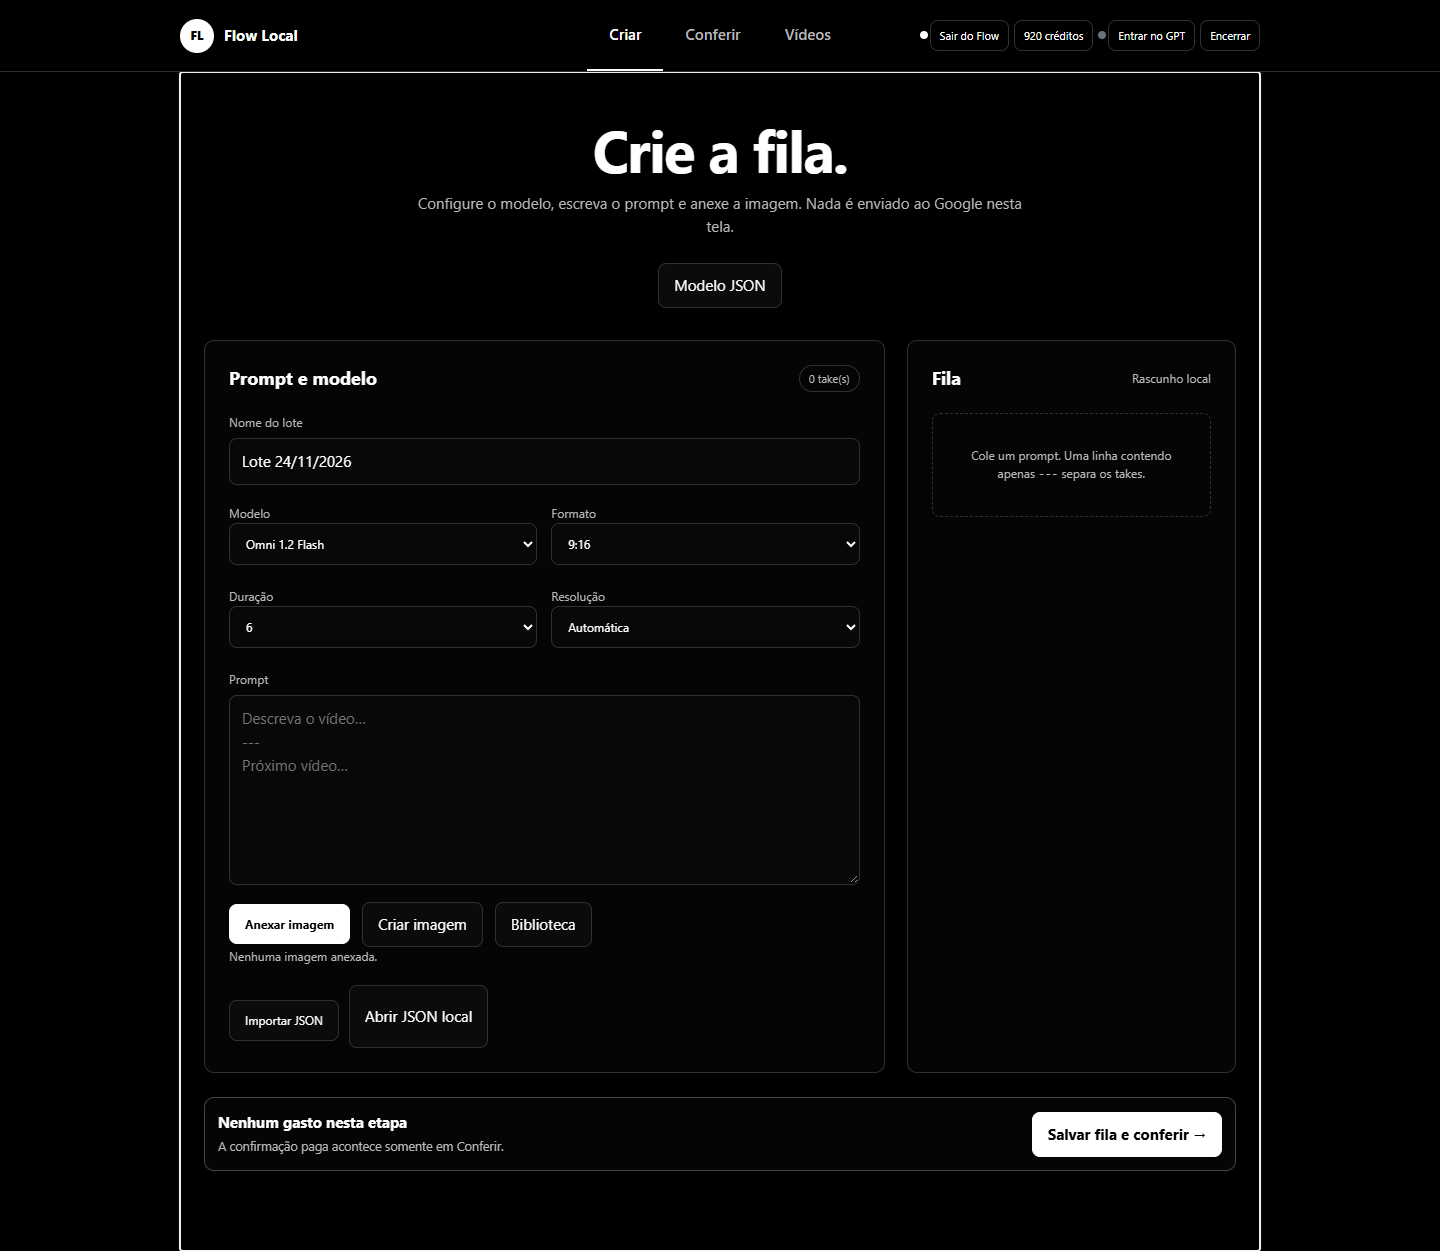 FL Flow Local
Criar Conferir Vídeos
Sair do Flow 920 créditos Entrar no GPT Encerrar
Crie a fila.
Configure o modelo, escreva o prompt e anexe a imagem. Nada é enviado ao Google nesta
tela.
Modelo JSON
Prompt e modelo
0 take(s)
Nome do lote
Lote 24/11/2026
Modelo
Omni 1.2 Flash
Formato
9:16
Duração
6
Resolução
Automática
Prompt
Descreva o vídeo...
---
Próximo vídeo...
Anexar imagem Criar imagem Biblioteca
Nenhuma imagem anexada.
Importar JSON Abrir JSON local
Fila
Rascunho local
Cole um prompt. Uma linha contendo
apenas --- separa os takes.
Nenhum gasto nesta etapa
A confirmação paga acontece somente em Conferir.
Salvar fila e conferir →